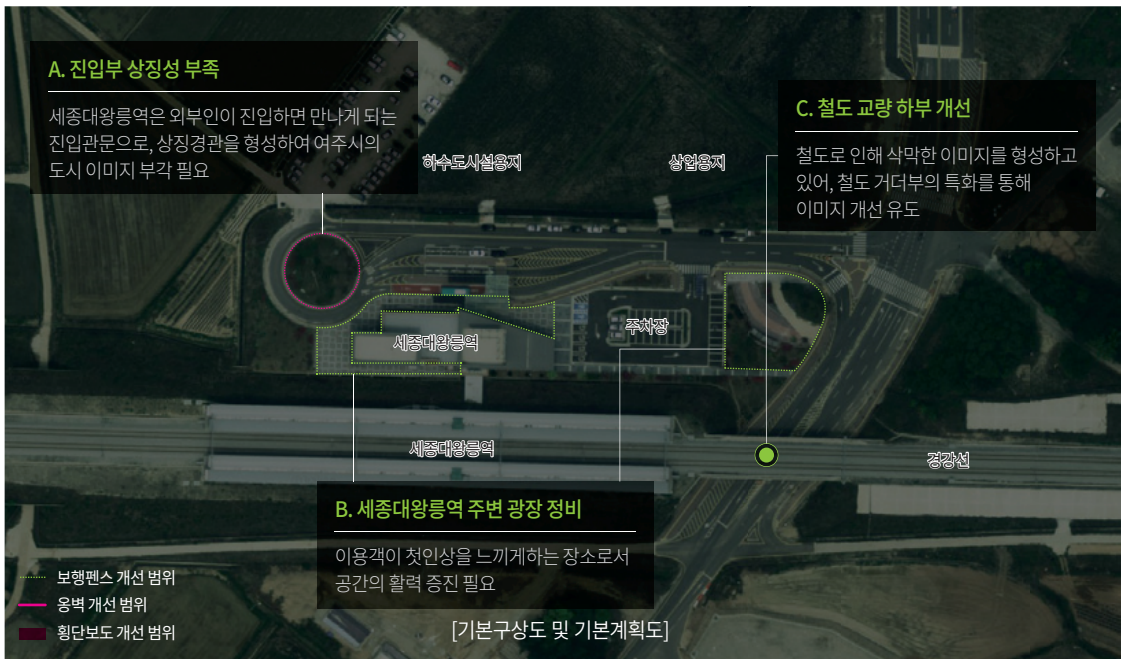 A. 진입부 상징성 부족
세종대왕릉역은 외부인이 진입하면 만나게 되는
진입관문으로, 상징경관을 형성하여 여주시의
도시 이미지 부각 필요
C. 철도 교량 하부 개선
철도로 인해 삭막한 이미지를 형성하고
있어, 철도 거더부의 특화를 통해
이미지 개선 유도
하수도시설용지
상업용지
주차장
세종대왕릉역
세종대왕릉역
경강선
B. 세종대왕릉역 주변 광장 정비
이용객이 첫인상을 느끼게하는 장소로서
공간의 활력 증진 필요
보행펜스 개선 범위
옹벽 개선 범위
횡단보도 개선 범위
[기본구상도 및 기본계획도]